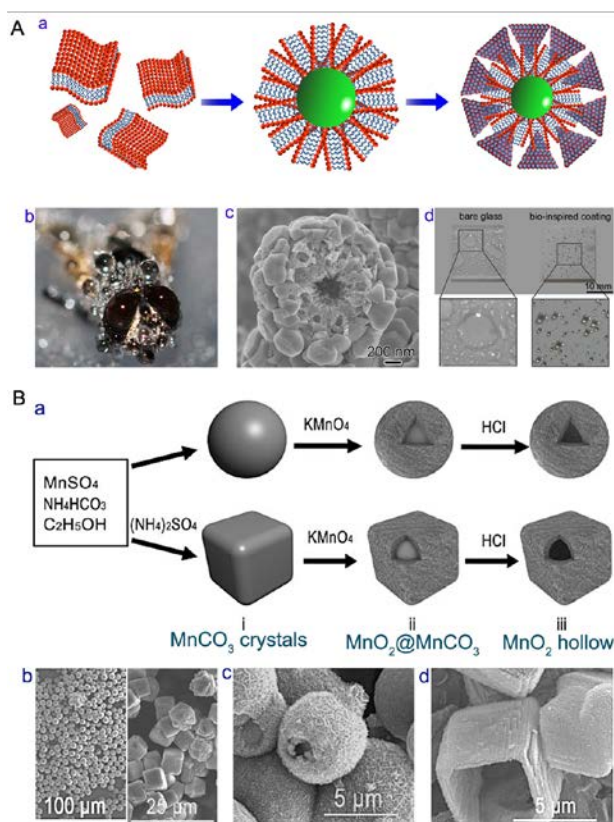 A
a
b
c
d
bare glass
bio-inspired coating
200 nm
10 mm
B
a
MnSO₄
NH₄HCO₃
C₂H₅OH
(NH₄)₂SO₄
KMnO₄
HCl
KMnO₄
HCl
i
ii
iii
MnCO₃ crystals
MnO₂@MnCO₃
MnO₂ hollow
b
c
d
100 μm
25 μm
5 μm
5 μm